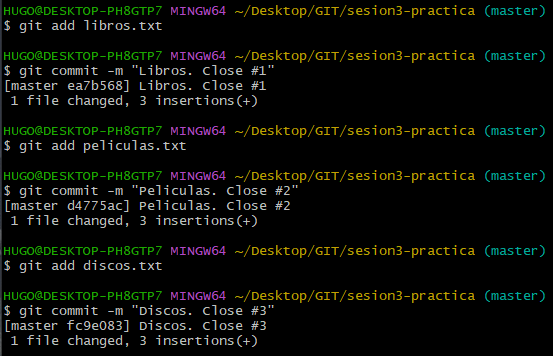 HUGO@DESKTOP-PH8GTP7 MINGW64 ~/Desktop/GIT/sesion3-practica (master)
$ git add libros.txt
HUGO@DESKTOP-PH8GTP7 MINGW64 ~/Desktop/GIT/sesion3-practica (master)
$ git commit -m "Libros. Close #1"
[master ea7b568] Libros. Close #1
 1 file changed, 3 insertions(+)
HUGO@DESKTOP-PH8GTP7 MINGW64 ~/Desktop/GIT/sesion3-practica (master)
$ git add peliculas.txt
HUGO@DESKTOP-PH8GTP7 MINGW64 ~/Desktop/GIT/sesion3-practica (master)
$ git commit -m "Peliculas. Close #2"
[master d4775ac] Peliculas. Close #2
 1 file changed, 3 insertions(+)
HUGO@DESKTOP-PH8GTP7 MINGW64 ~/Desktop/GIT/sesion3-practica (master)
$ git add discos.txt
HUGO@DESKTOP-PH8GTP7 MINGW64 ~/Desktop/GIT/sesion3-practica (master)
$ git commit -m "Discos. Close #3"
[master fc9e083] Discos. Close #3
 1 file changed, 3 insertions(+)